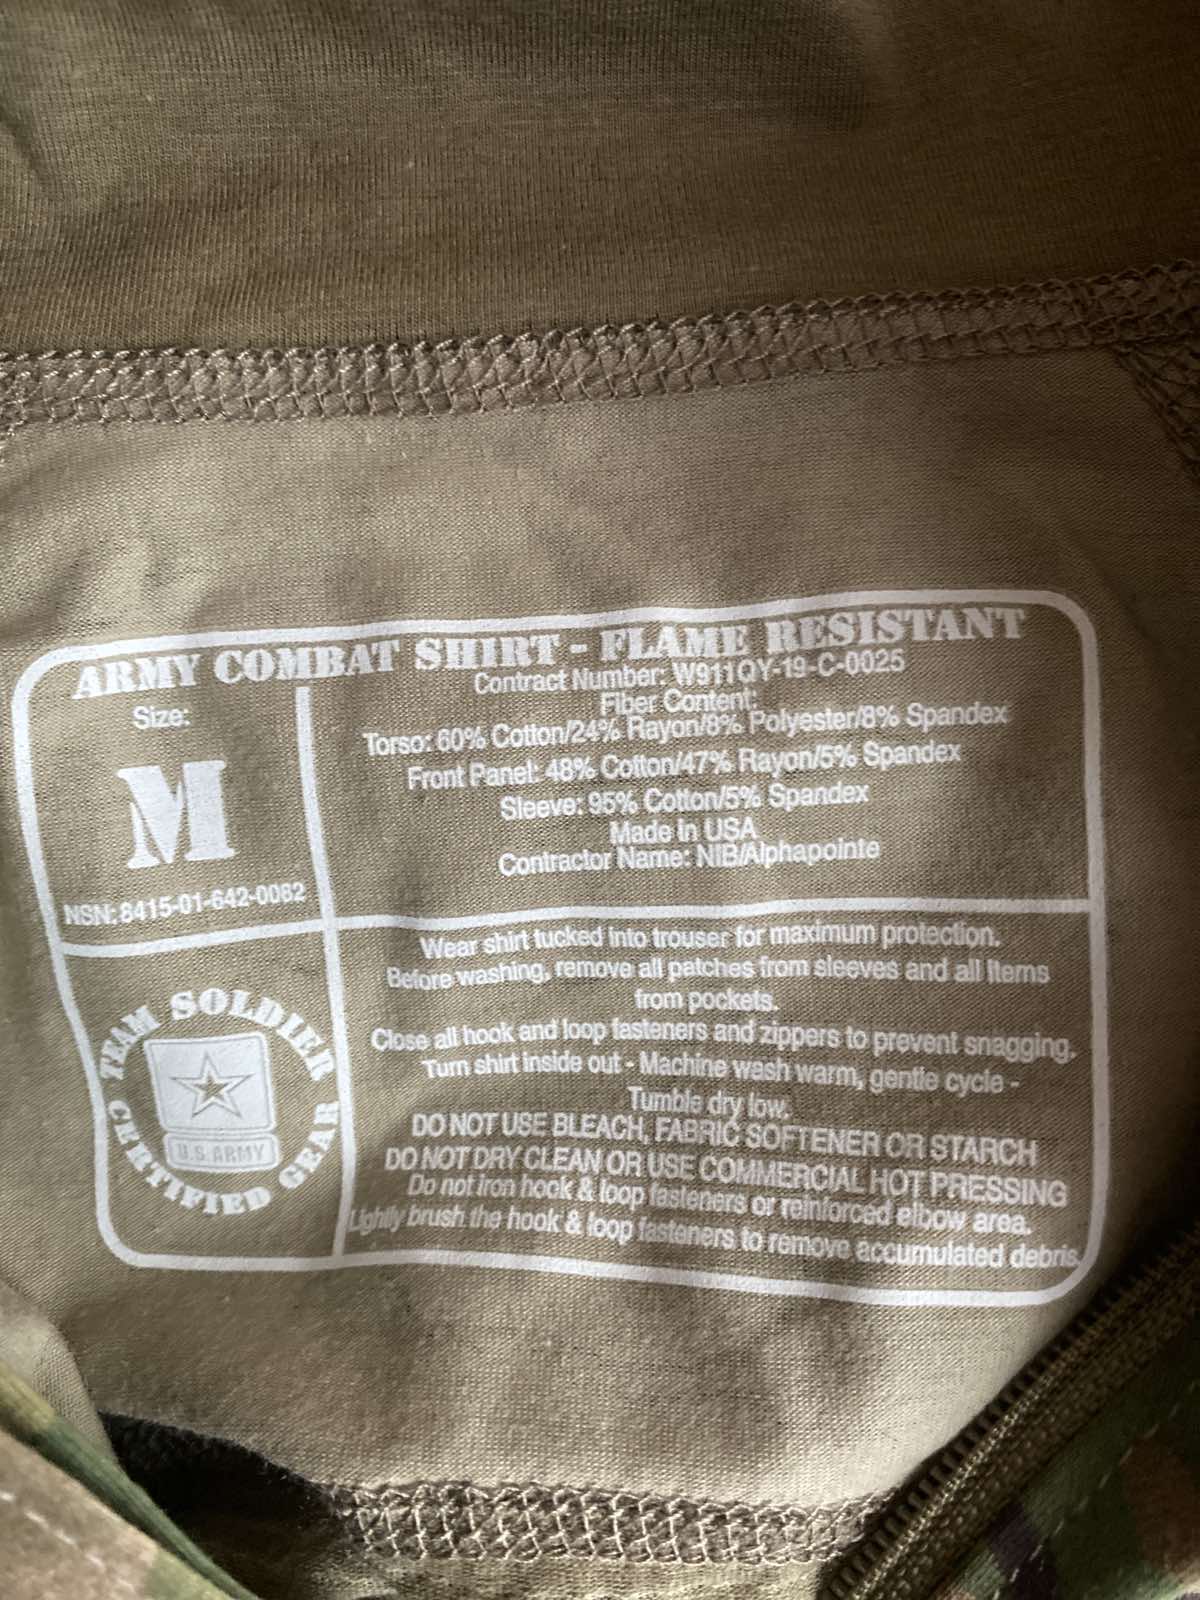 ARMY COMBAT SHIRT - FLAME RESISTANT
Size:
M
NSN: 8415-01-642-0082
Contract Number: W911QY-19-C-0025
Fiber Content:
Torso: 60% Cotton/24% Rayon/8% Polyester/8% Spandex
Front Panel: 48% Cotton/47% Rayon/5% Spandex
Sleeve: 95% Cotton/5% Spandex
Made in USA
Contractor Name: NIB/Alphapointe
TEAM SOLDIER
CERTIFIED GEAR
U.S. ARMY
Wear shirt tucked into trouser for maximum protection.
Before washing, remove all patches from sleeves and all items
from pockets.
Close all hook and loop fasteners and zippers to prevent snagging.
Turn shirt inside out - Machine wash warm, gentle cycle -
Tumble dry low.
DO NOT USE BLEACH, FABRIC SOFTENER OR STARCH
DO NOT DRY CLEAN OR USE COMMERCIAL HOT PRESSING
Do not iron hook & loop fasteners or reinforced elbow area.
Lightly brush the hook & loop fasteners to remove accumulated debris.